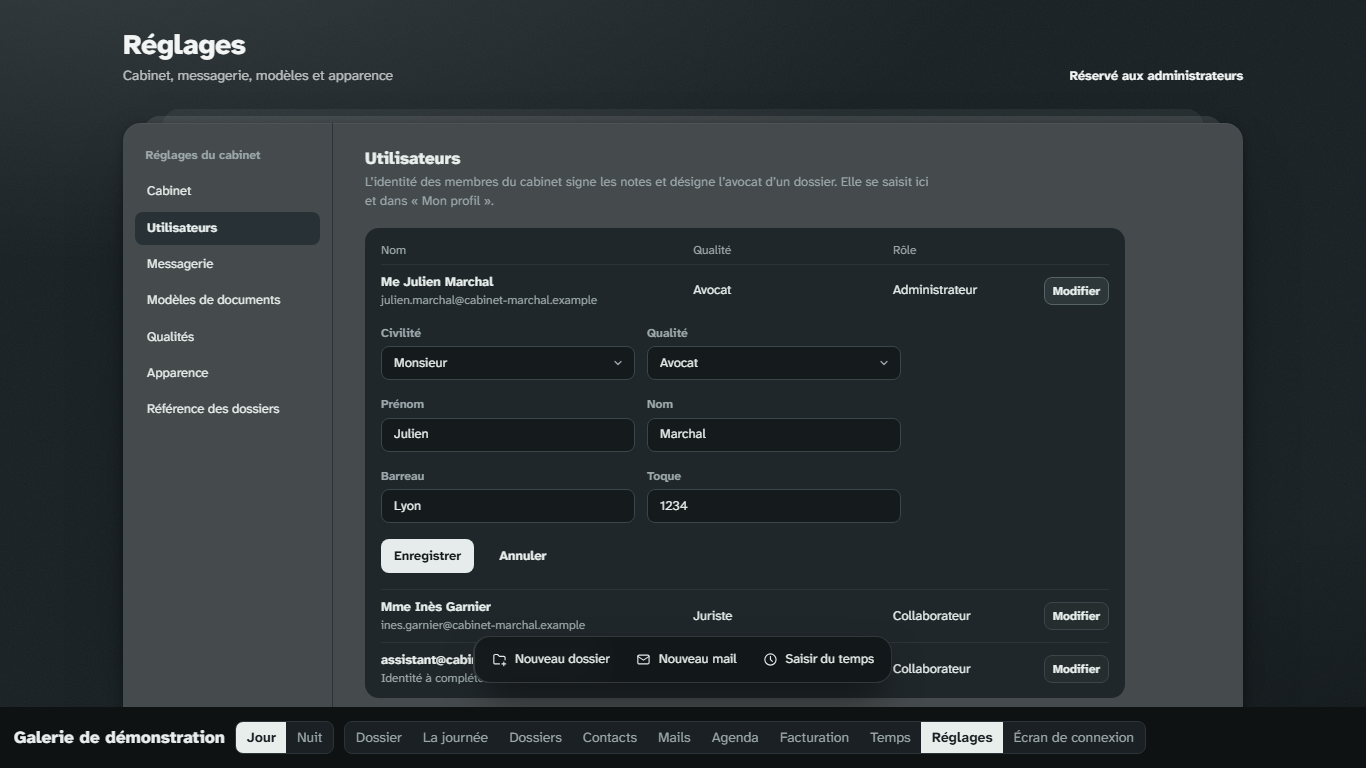 Réglages
Cabinet, messagerie, modèles et apparence
Réservé aux administrateurs
Réglages du cabinet
Cabinet
Utilisateurs
Messagerie
Modèles de documents
Qualités
Apparence
Référence des dossiers
Utilisateurs
L'identité des membres du cabinet signe les notes et désigne l'avocat d'un dossier. Elle se saisit ici
et dans « Mon profil ».
Nom Qualité Rôle
Me Julien Marchal
julien.marchal@cabinet-marchal.example
Avocat Administrateur Modifier
Civilité Qualité
Monsieur Avocat
Prénom Nom
Julien Marchal
Barreau Toque
Lyon 1234
Enregistrer Annuler
Mme Inès Garnier
ines.garnier@cabinet-marchal.example
Juriste Collaborateur Modifier
Identité à
Collaborateur Modifier
Nouveau dossier Nouveau mail Saisir du temps
Galerie de démonstration Jour Nuit Dossier La journée Dossiers Contacts Mails Agenda Facturation Temps Réglages Écran de connexion